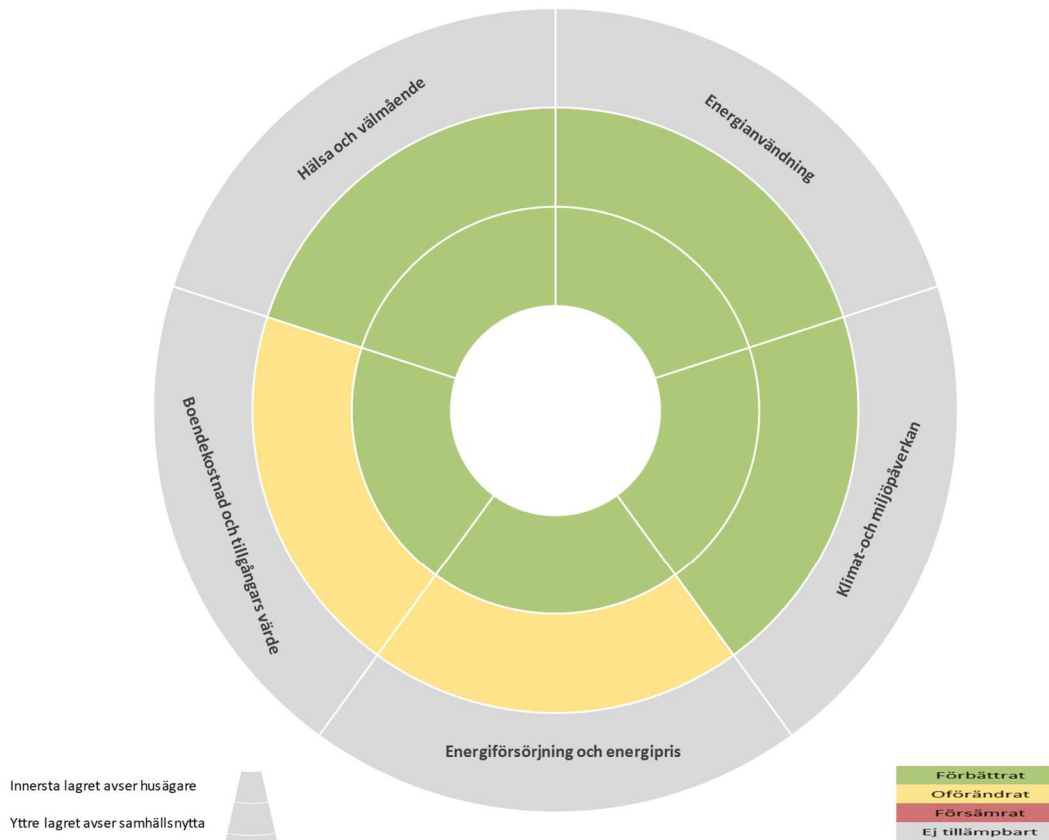 Hälsa och välmående
Energianvändning
Boendekostnad och tillgångars värde
Klimat-och miljöpåverkan
Energiförsörjning och energipris
Innersta lagret avser husägare
Yttre lagret avser samhällsnytta
Förbättrat
Oförändrat
Försämrat
Ej tillämpbart